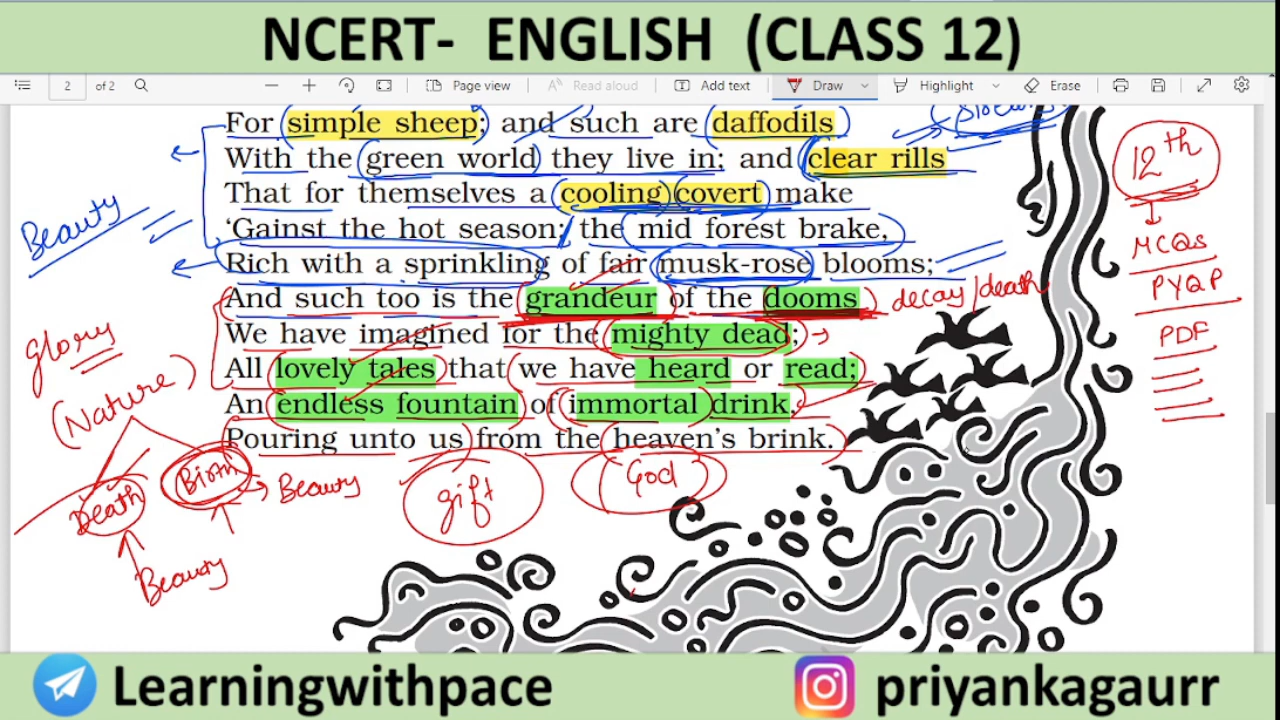 NCERT- ENGLISH (CLASS 12)
2 of 2 Page view Read aloud Add text Draw Highlight Erase
For simple sheep; and such are daffodils
With the green world they live in; and clear rills
That for themselves a cooling covert make
‘Gainst the hot season; the mid forest brake,
Rich with a sprinkling of fair musk-rose blooms;
And such too is the grandeur of the dooms
We have imagined for the mighty dead;
All lovely tales that we have heard or read;
An endless fountain of immortal drink,
Pouring unto us from the heaven’s brink.
Beauty
glory
(Nature)
Death
Birth
Beauty
Beauty
gift
God
decay/death
12th
MCQs
PYQP
PDF
Learningwithpace
priyankagaurr